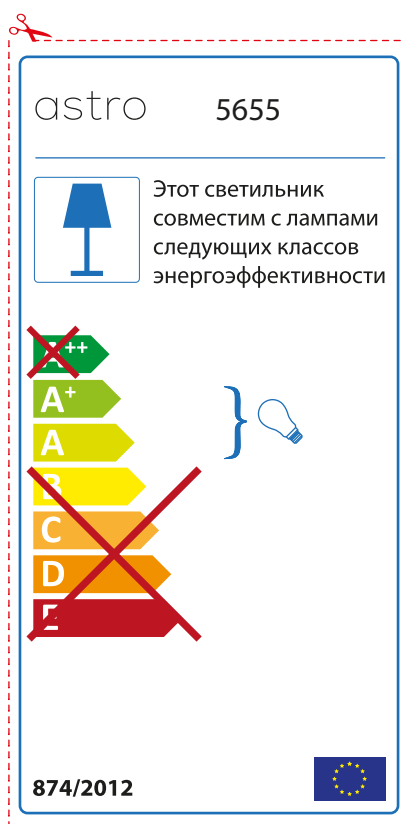 astro 5655
Этот светильник
совместим с лампами
следующих классов
энергоэффективности
A++
A+
A
B
C
D
E
874/2012